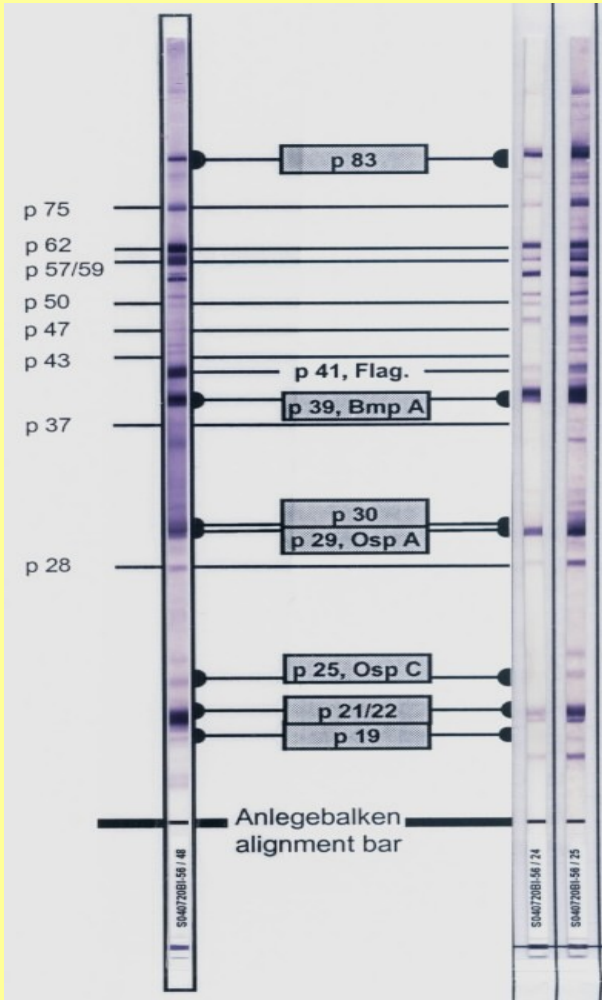 p 83
p 75
p 62
p 57/59
p 50
p 47
p 43
p 41, Flag.
p 39, Bmp A
p 37
p 30
p 29, Osp A
p 28
p 25, Osp C
p 21/22
p 19
Anlegebalken
alignment bar
S040720BI-56 / 48
S040720BI-56 / 24
S040720BI-56 / 25